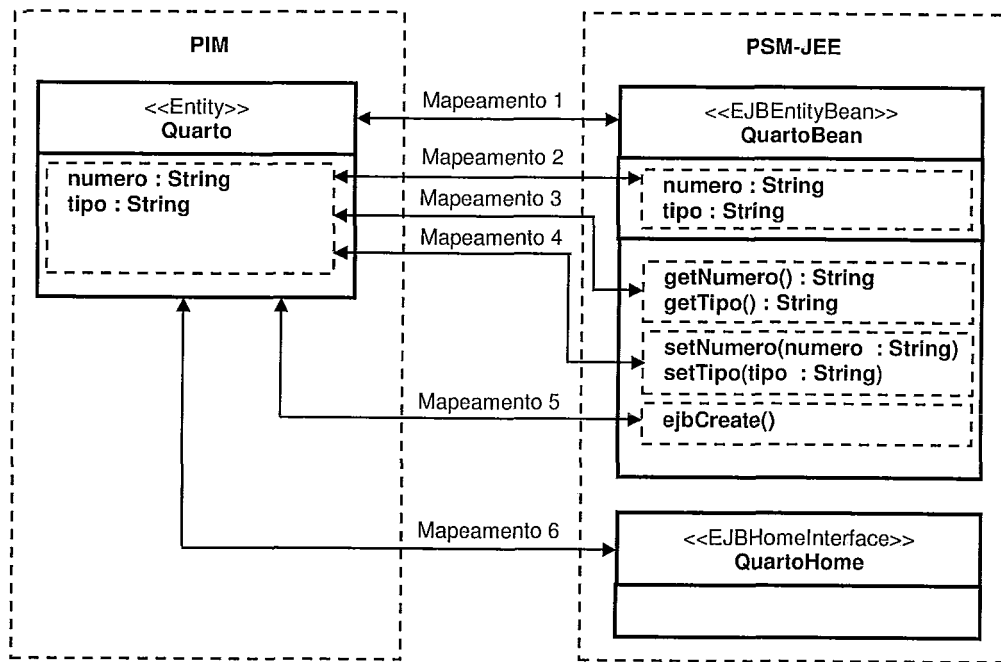 PIM
<<Entity>>
Quarto
numero : String
tipo : String
Mapeamento 1
Mapeamento 2
Mapeamento 3
Mapeamento 4
Mapeamento 5
Mapeamento 6
PSM-JEE
<<EJBEntityBean>>
QuartoBean
numero : String
tipo : String
getNumero() : String
getTipo() : String
setNumero(numero : String)
setTipo(tipo : String)
ejbCreate()
<<EJBHomeInterface>>
QuartoHome